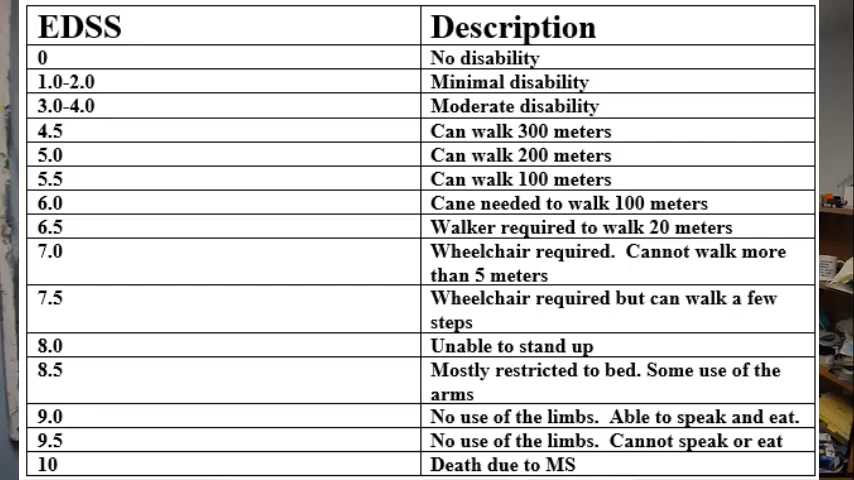 EDSS Description
0 No disability
1.0-2.0 Minimal disability
3.0-4.0 Moderate disability
4.5 Can walk 300 meters
5.0 Can walk 200 meters
5.5 Can walk 100 meters
6.0 Cane needed to walk 100 meters
6.5 Walker required to walk 20 meters
7.0 Wheelchair required.  Cannot walk more
than 5 meters
7.5 Wheelchair required but can walk a few
steps
8.0 Unable to stand up
8.5 Mostly restricted to bed. Some use of the
arms
9.0 No use of the limbs.  Able to speak and eat.
9.5 No use of the limbs.  Cannot speak or eat
10 Death due to MS